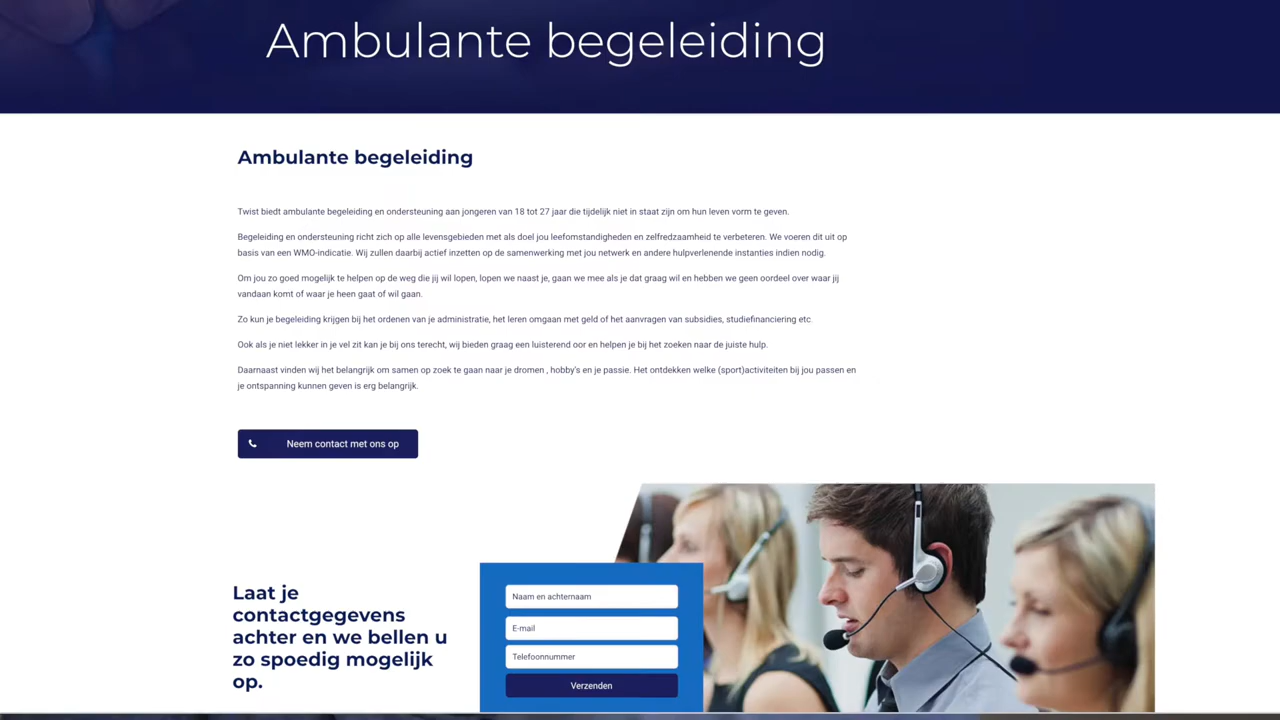 Ambulante begeleiding
Ambulante begeleiding
Twist biedt ambulante begeleiding en ondersteuning aan jongeren van 18 tot 27 jaar die tijdelijk niet in staat zijn om hun leven vorm te geven.
Begeleiding en ondersteuning richt zich op alle levensgebieden met als doel jou leefomstandigheden en zelfredzaamheid te verbeteren. We voeren dit uit op
basis van een WMO-indicatie. Wij zullen daarbij actief inzetten op de samenwerking met jou netwerk en andere hulpverlenende instanties indien nodig.
Om jou zo goed mogelijk te helpen op de weg die jij wil lopen, lopen we naast je, gaan we mee als je dat graag wil en hebben we geen oordeel over waar jij
vandaan komt of waar je heen gaat of wil gaan.
Zo kun je begeleiding krijgen bij het ordenen van je administratie, het leren omgaan met geld of het aanvragen van subsidies, studiefinanciering etc
Ook als je niet lekker in je vel zit kan je bij ons terecht, wij bieden graag een luisterend oor en helpen je bij het zoeken naar de juiste hulp.
Daarnaast vinden wij het belangrijk om samen op zoek te gaan naar je dromen , hobby's en je passie. Het ontdekken welke (sport)activiteiten bij jou passen en
je ontspanning kunnen geven is erg belangrijk.
Neem contact met ons op
Laat je
contactgegevens
achter en we bellen u
zo spoedig mogelijk
op.
Naam en achternaam
E-mail
Telefoonnummer
Verzenden